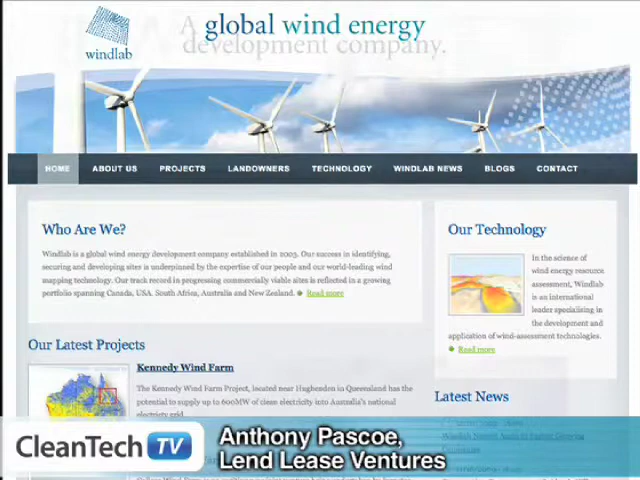 windlab
A global wind energy
development company.
HOME ABOUT US PROJECTS LANDOWNERS TECHNOLOGY WINDLAB NEWS BLOGS CONTACT
Who Are We?
Windlab is a global wind energy development company established in 2003. Our success in identifying,
securing and developing sites is underpinned by the expertise of our people and our world-leading wind
mapping technology. Our track record in progressing commercially viable sites is reflected in a growing
portfolio spanning Canada, USA, South Africa, Australia and New Zealand. Read more
Our Technology
In the science of
wind energy resource
assessment, Windlab
is an international
leader specialising in
the development and
application of wind-assessment technologies.
Read more
Our Latest Projects
Kennedy Wind Farm
The Kennedy Wind Farm Project, located near Hughenden in Queensland has the
potential to supply up to 600MW of clean electricity into Australia's national
electricity grid.
Latest News
CleanTech TV
Anthony Pascoe,
Lend Lease Ventures